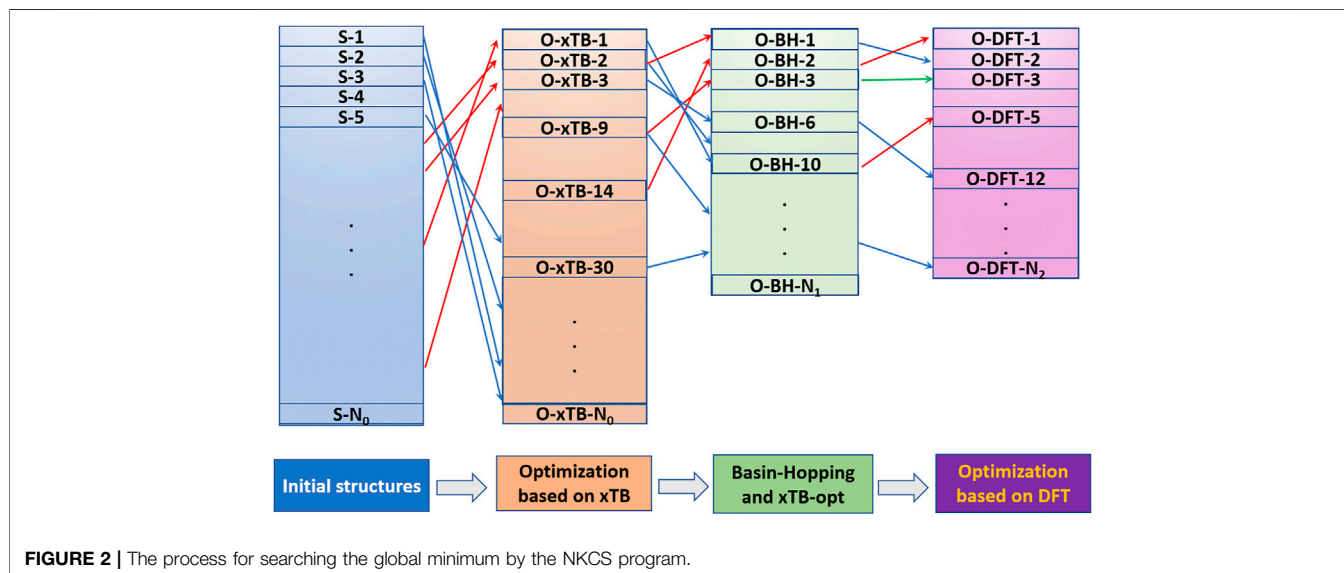 S-1
S-2
S-3
S-4
S-5
S-N₀
O-xTB-1
O-xTB-2
O-xTB-3
O-xTB-9
O-xTB-14
O-xTB-30
O-xTB-N₀
O-BH-1
O-BH-2
O-BH-3
O-BH-6
O-BH-10
O-BH-N₁
O-DFT-1
O-DFT-2
O-DFT-3
O-DFT-5
O-DFT-12
O-DFT-N₂
Initial structures
Optimization
based on xTB
Basin-Hopping
and xTB-opt
Optimization
based on DFT
FIGURE 2 | The process for searching the global minimum by the NKCS program.